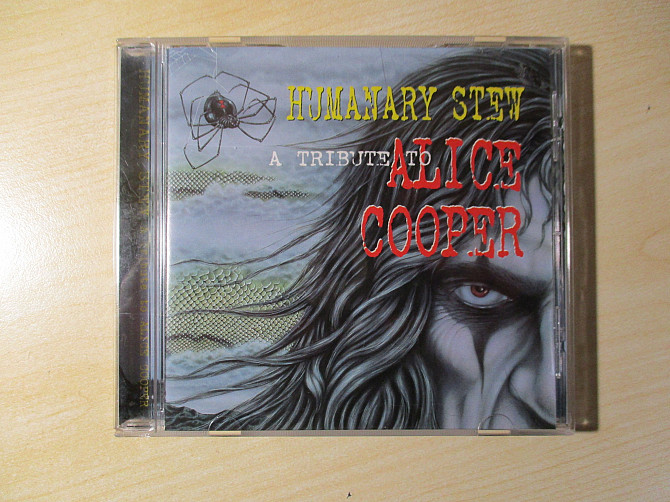 HUMANARY STEW
A TRIBUTE TO
ALICE
COOPER